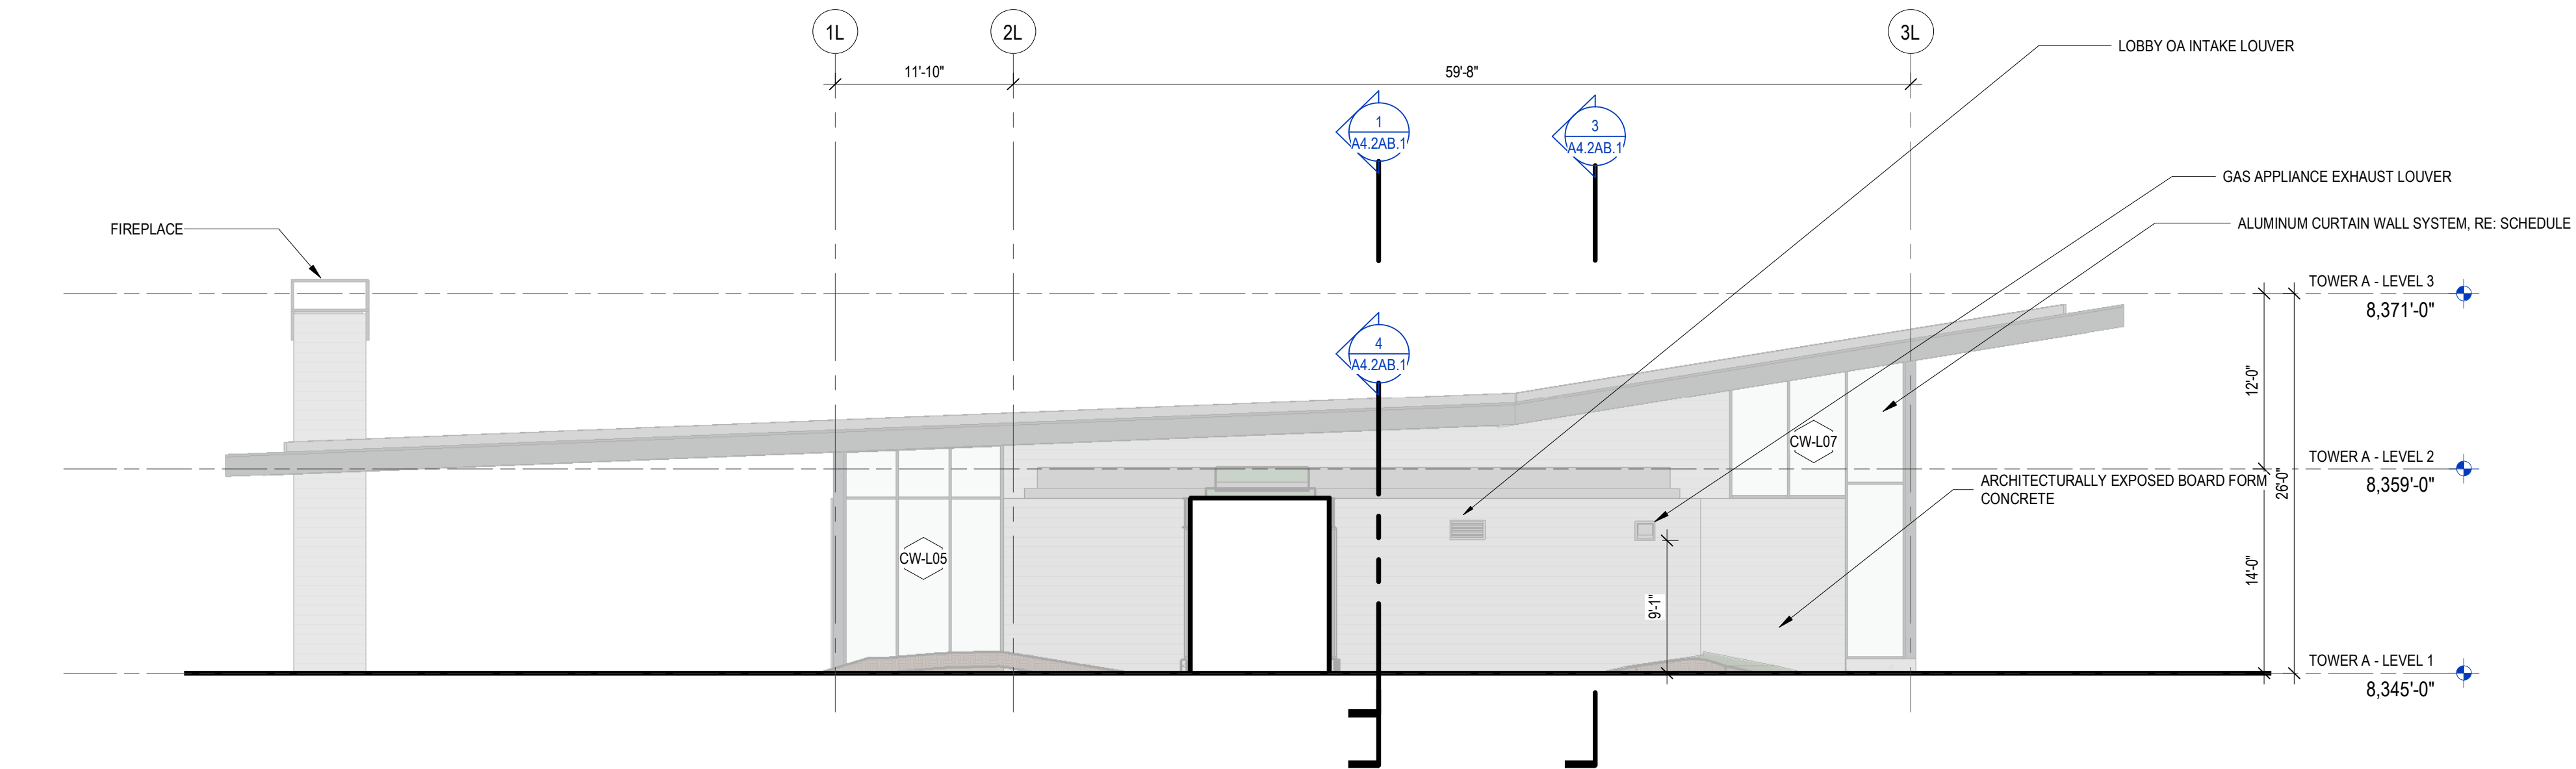 1L
2L
3L
11'-10"
59'-8"
LOBBY OA INTAKE LOUVER
1
A4.2AB.1
3
A4.2AB.1
GAS APPLIANCE EXHAUST LOUVER
ALUMINUM CURTAIN WALL SYSTEM, RE: SCHEDULE
FIREPLACE
TOWER A - LEVEL 3
8,371'-0"
4
A4.2AB.1
12'-0"
CW-L07
TOWER A - LEVEL 2
8,359'-0"
26'-0"
ARCHITECTURALLY EXPOSED BOARD FORM
CONCRETE
CW-L05
14'-0"
9'-1"
TOWER A - LEVEL 1
8,345'-0"